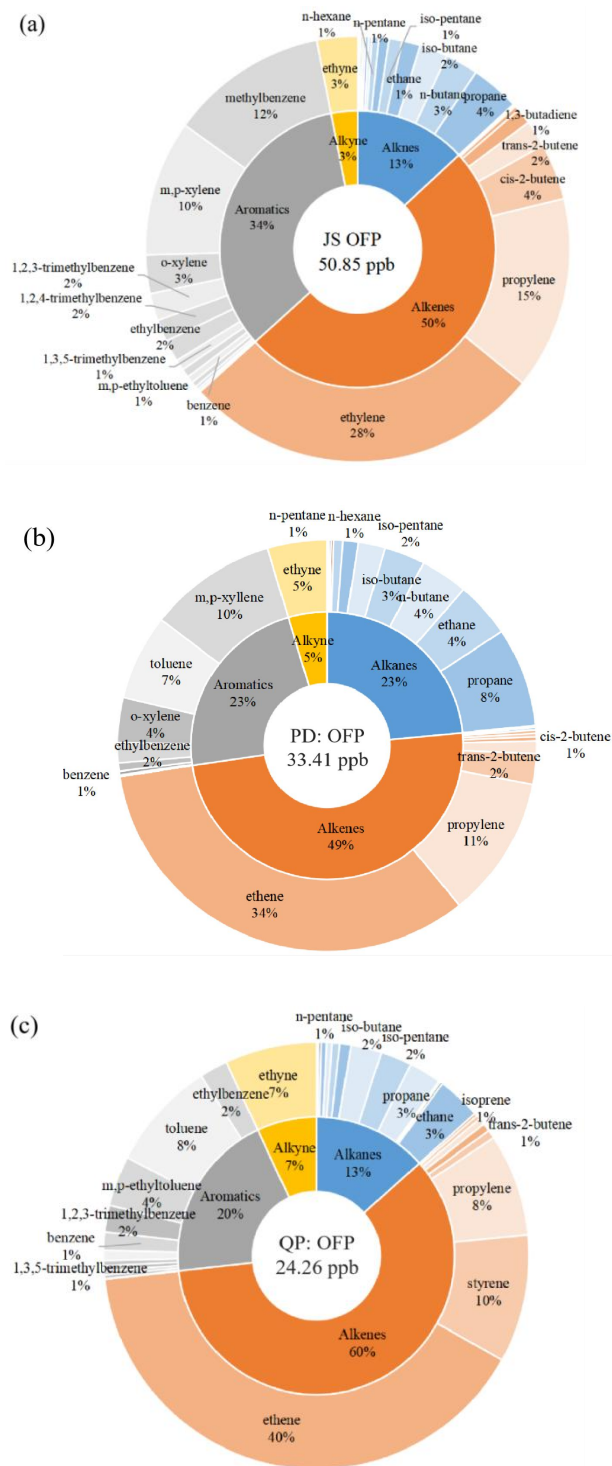 (a)
n-hexane
1%
n-pentane
1%
iso-pentane
1%
iso-butane
2%
ethyne
3%
ethane
1%
n-butane
3%
propane
4%
1,3-butadiene
1%
trans-2-butene
2%
cis-2-butene
4%
methylbenzene
12%
Alkyne
3%
Alknes
13%
m,p-xylene
10%
Aromatics
34%
JS OFP
50.85 ppb
o-xylene
3%
propylene
15%
1,2,3-trimethylbenzene
2%
1,2,4-trimethylbenzene
2%
Alkenes
50%
ethylbenzene
2%
1,3,5-trimethylbenzene
1%
m,p-ethyltoluene
1%
benzene
1%
ethylene
28%
(b)
n-pentane
1%
n-hexane
1%
iso-pentane
2%
ethyne
5%
iso-butane
3%
n-butane
4%
ethane
4%
propane
8%
m,p-xyllene
10%
Alkyne
5%
Alkanes
23%
toluene
7%
Aromatics
23%
o-xylene
4%
ethylbenzene
2%
benzene
1%
PD: OFP
33.41 ppb
cis-2-butene
1%
trans-2-butene
2%
propylene
11%
Alkenes
49%
ethene
34%
(c)
n-pentane
1%
iso-butane
2%
iso-pentane
2%
ethyne
7%
propane
3%
ethane
3%
isoprene
1%
trans-2-butene
1%
ethylbenzene
2%
toluene
8%
Alkyne
7%
Alkanes
13%
m,p-ethyltoluene
4%
Aromatics
20%
1,2,3-trimethylbenzene
2%
benzene
1%
1,3,5-trimethylbenzene
1%
QP: OFP
24.26 ppb
propylene
8%
styrene
10%
Alkenes
60%
ethene
40%